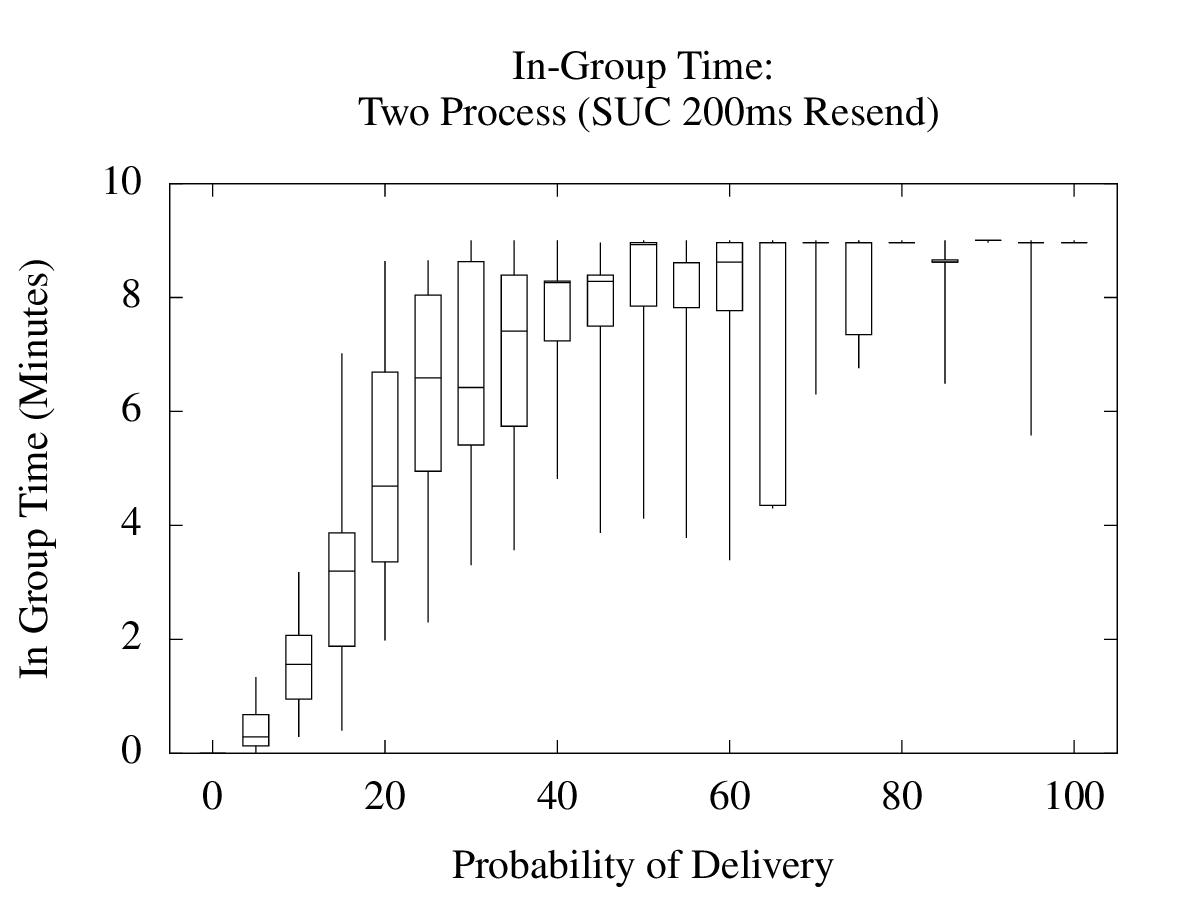 In-Group Time:
Two Process (SUC 200ms Resend)
10
8
6
4
2
0
In Group Time (Minutes)
0 20 40 60 80 100
Probability of Delivery